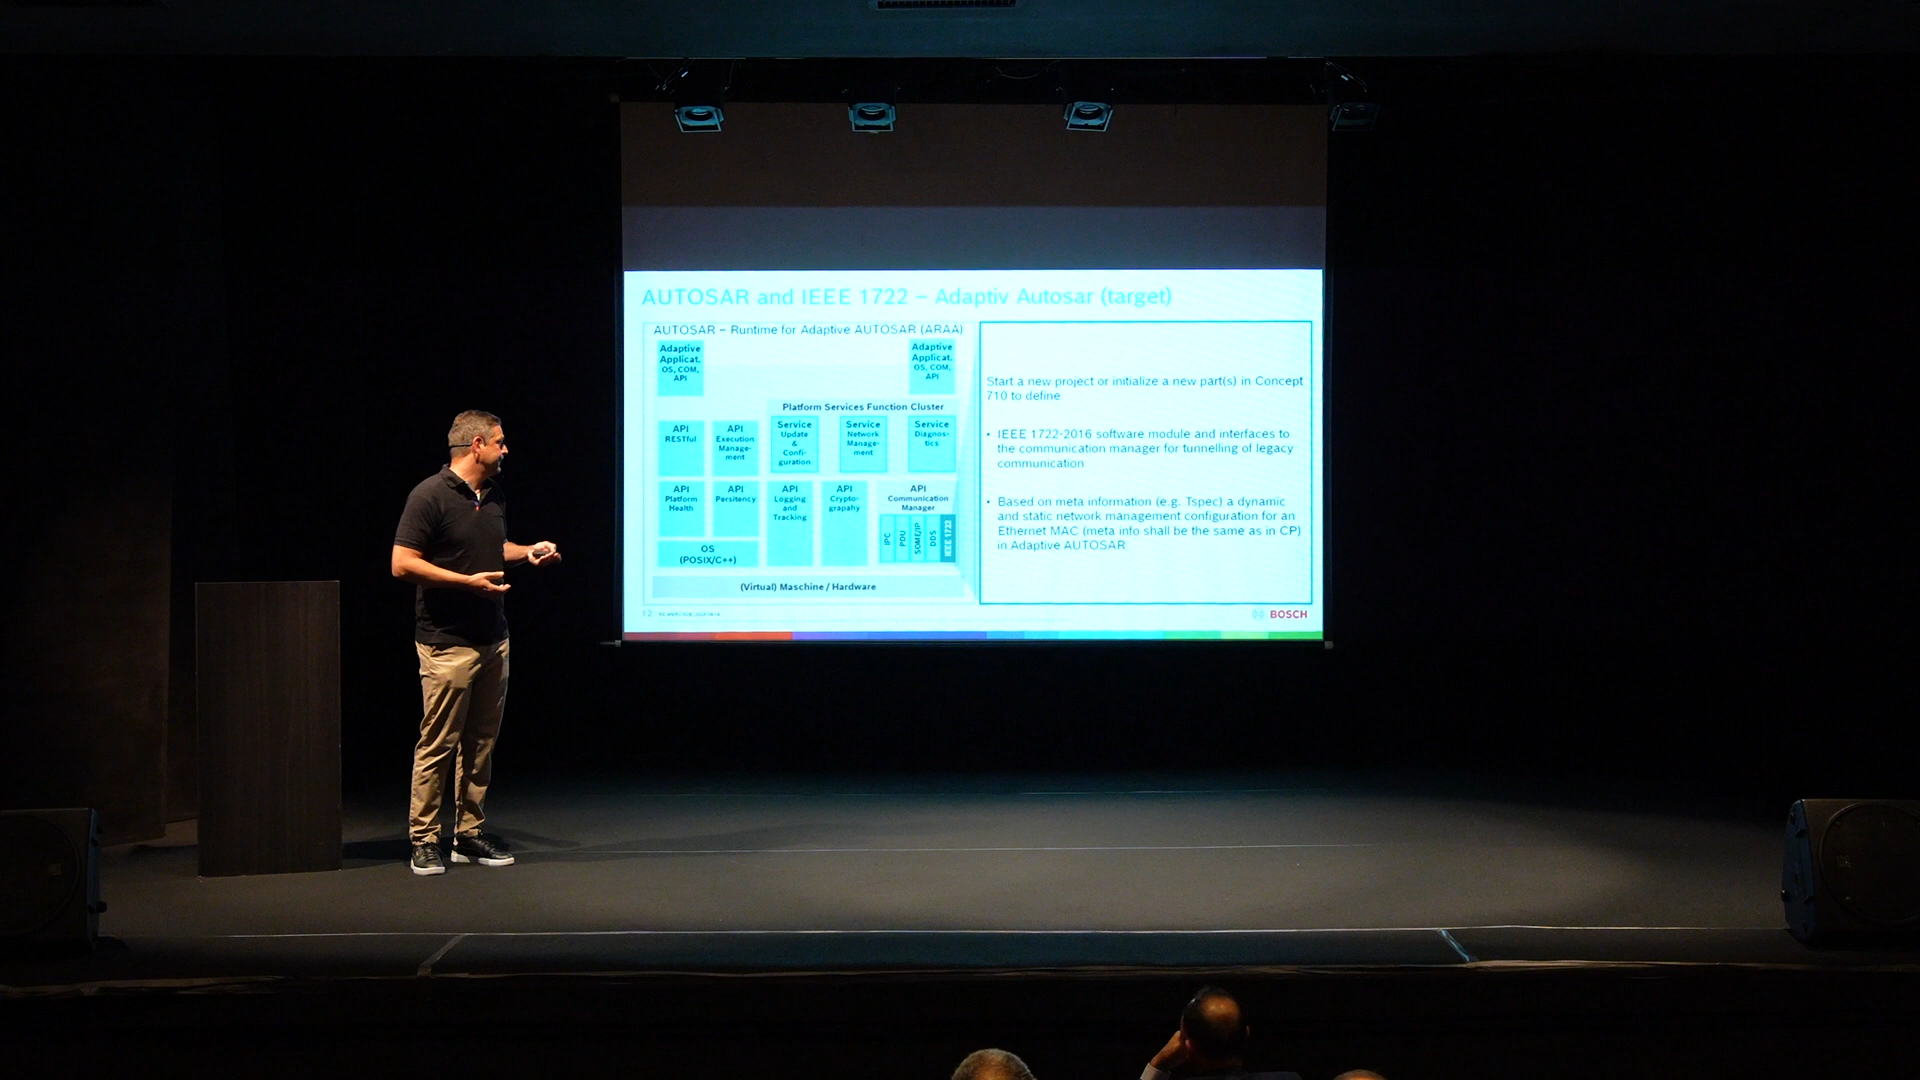 AUTOSAR and IEEE 1722 – Adaptiv Autosar (target)
AUTOSAR – Runtime for Adaptive AUTOSAR (ARAA)
Adaptive
Applicat.
OS, COM,
API
Adaptive
Applicat.
OS, COM,
API
Platform Services Function Cluster
API
RESTful
API
Execution
Manage-
ment
Service
Update
&
Confi-
guration
Service
Network
Manage-
ment
Service
Diagnos-
tics
API
Platform
Health
API
Persitency
API
Logging
and
Tracking
API
Crypto-
grapahy
API
Communication
Manager
IPC
PDU
SOME/IP
DDS
IEEE 1722
OS
(POSIX/C++)
(Virtual) Maschine / Hardware
Start a new project or initialize a new part(s) in Concept
710 to define
• IEEE 1722-2016 software module and interfaces to
the communication manager for tunnelling of legacy
communication
• Based on meta information (e.g. Tspec) a dynamic
and static network management configuration for an
Ethernet MAC (meta info shall be the same as in CP)
in Adaptive AUTOSAR
12
BOSCH